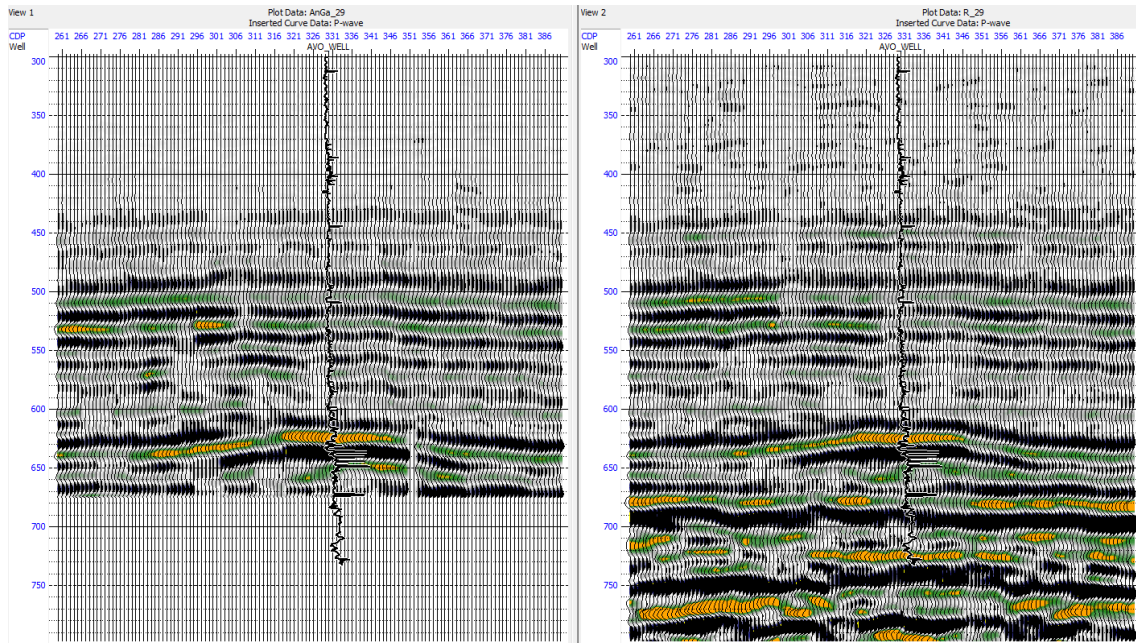 View 1
Plot Data: AnGa_29
Inserted Curve Data: P-wave
CDP 261 266 271 276 281 286 291 296 301 306 311 316 321 326 331 336 341 346 351 356 361 366 371 376 381 386
Well AVO_WELL
300
350
400
450
500
550
600
650
700
750
View 2
Plot Data: R_29
Inserted Curve Data: P-wave
CDP 261 266 271 276 281 286 291 296 301 306 311 316 321 326 331 336 341 346 351 356 361 366 371 376 381 386
Well AVO_WELL
300
350
400
450
500
550
600
650
700
750